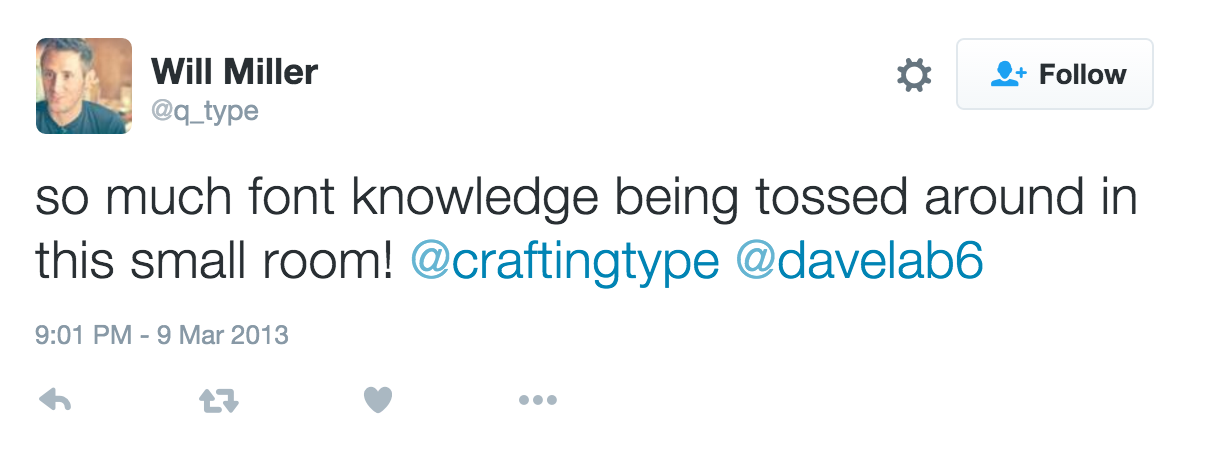 Will Miller
@q_type
Follow
so much font knowledge being tossed around in
this small room! @craftingtype @davelab6
9:01 PM - 9 Mar 2013